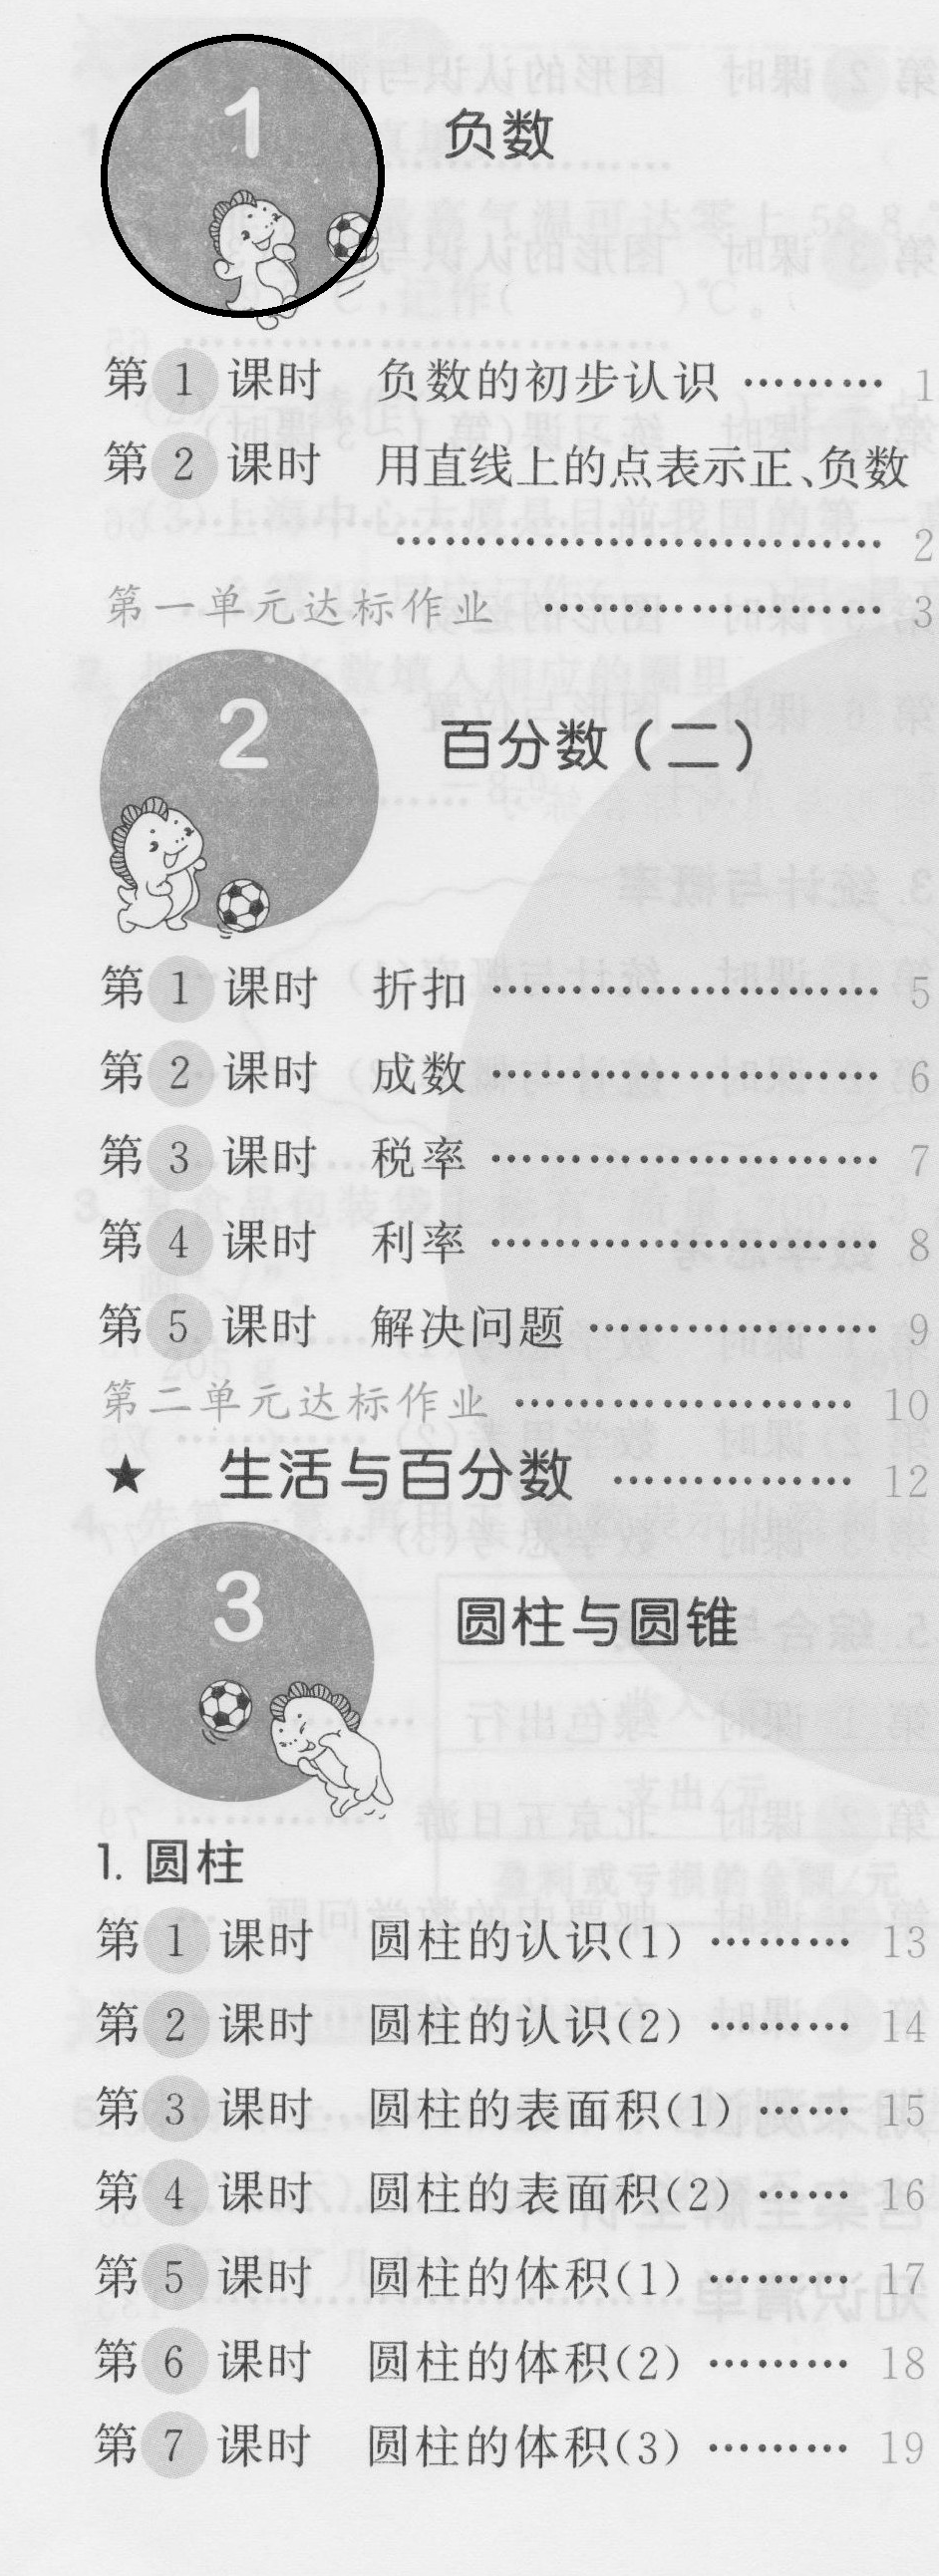 1 负数
第1课时 负数的初步认识 ⋯⋯⋯ 1
第2课时 用直线上的点表示正、负数
⋯⋯⋯⋯⋯⋯⋯⋯⋯⋯ 2
第一单元达标作业 ⋯⋯⋯⋯⋯⋯⋯ 3
2 百分数(二)
第1课时 折扣 ⋯⋯⋯⋯⋯⋯⋯⋯ 5
第2课时 成数 ⋯⋯⋯⋯⋯⋯⋯⋯ 6
第3课时 税率 ⋯⋯⋯⋯⋯⋯⋯⋯ 7
第4课时 利率 ⋯⋯⋯⋯⋯⋯⋯⋯ 8
第5课时 解决问题 ⋯⋯⋯⋯⋯⋯ 9
第二单元达标作业 ⋯⋯⋯⋯⋯⋯⋯ 10
★ 生活与百分数 ⋯⋯⋯⋯⋯ 12
3 圆柱与圆锥
1. 圆柱
第1课时 圆柱的认识(1) ⋯⋯⋯ 13
第2课时 圆柱的认识(2) ⋯⋯⋯ 14
第3课时 圆柱的表面积(1) ⋯⋯ 15
第4课时 圆柱的表面积(2) ⋯⋯ 16
第5课时 圆柱的体积(1) ⋯⋯⋯ 17
第6课时 圆柱的体积(2) ⋯⋯⋯ 18
第7课时 圆柱的体积(3) ⋯⋯⋯ 19